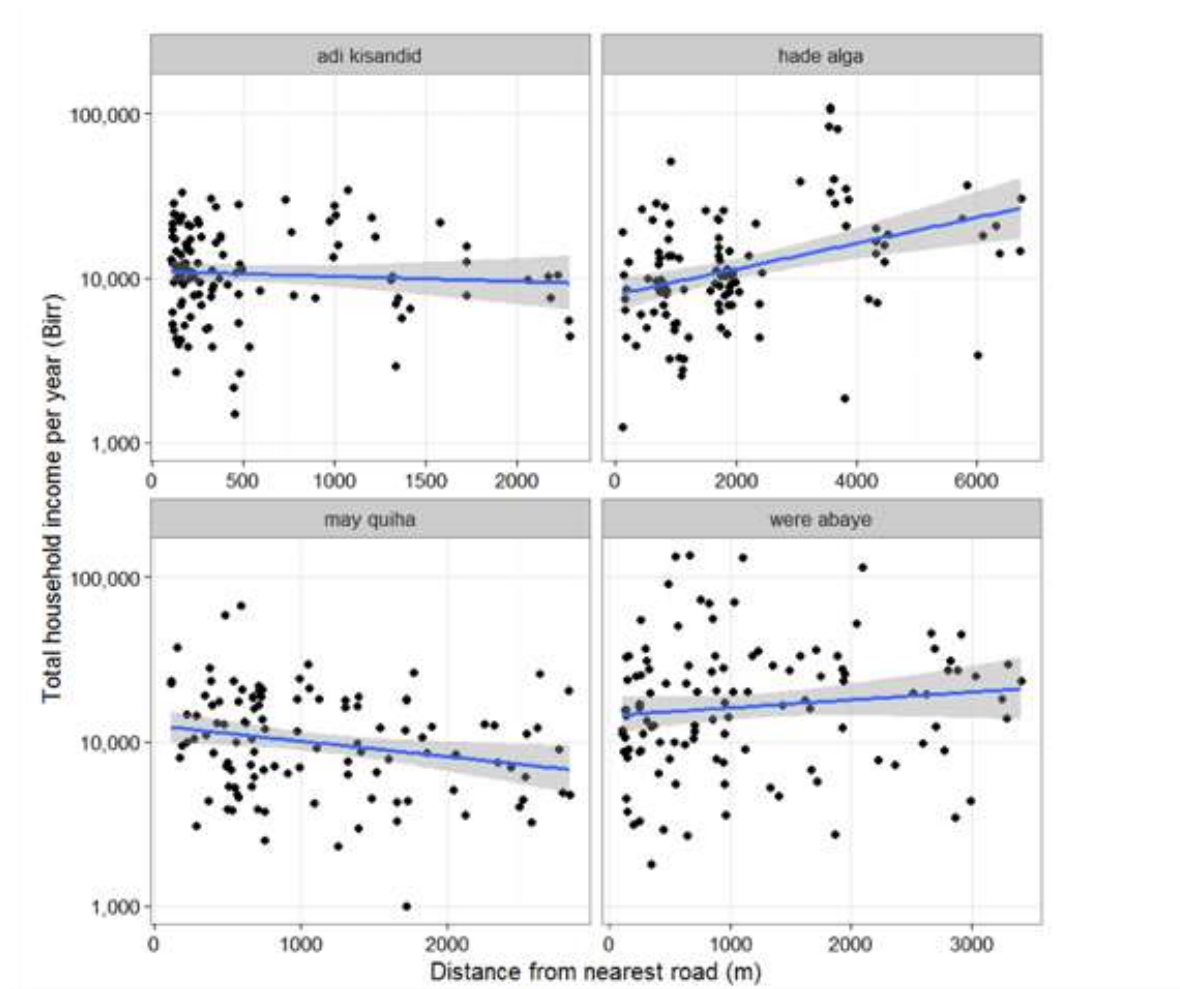 adi kisandid
hade alga
100,000
10,000
1,000
0 500 1000 1500 2000
0 2000 4000 6000
Total household income per year (Birr)
may quiha
were abaye
100,000
10,000
1,000
0 1000 2000
0 1000 2000 3000
Distance from nearest road (m)